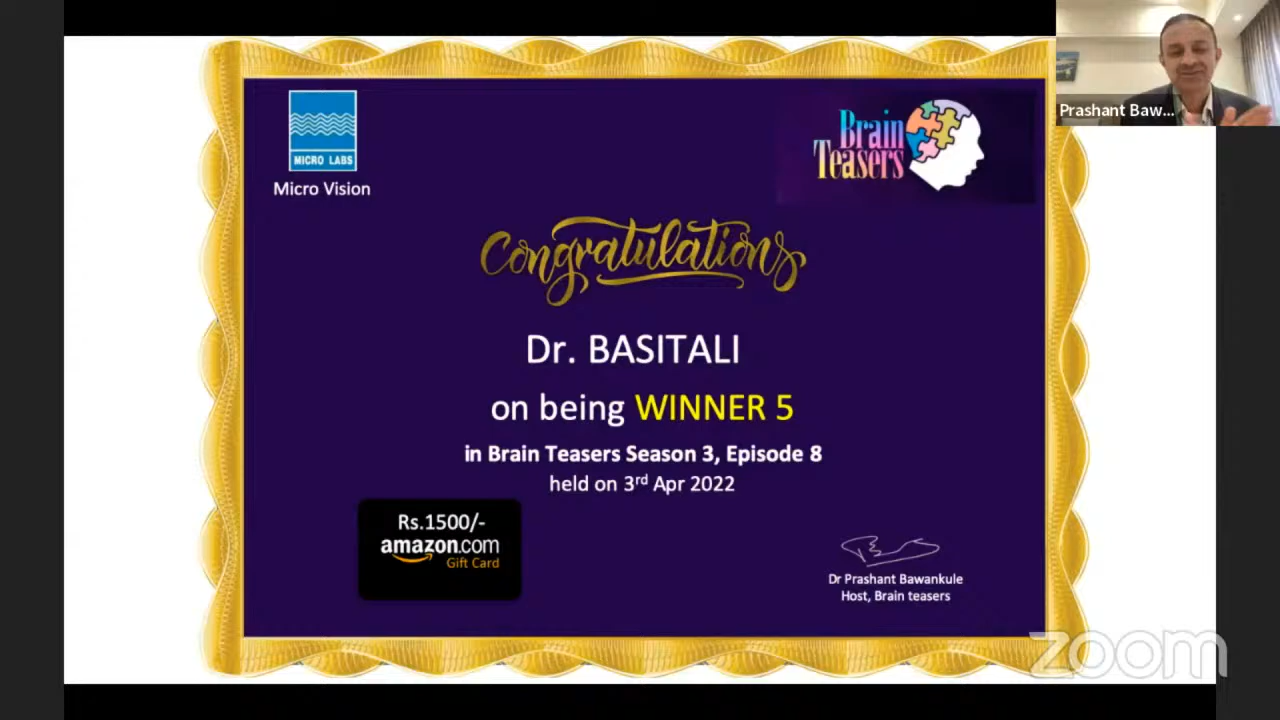 Prashant Baw...
MICRO LABS
Micro Vision
Brain
Teasers
Congratulations
Dr. BASITALI
on being WINNER 5
in Brain Teasers Season 3, Episode 8
held on 3rd Apr 2022
Rs.1500/-
amazon.com
Gift Card
Dr Prashant Bawankule
Host, Brain teasers
zoom